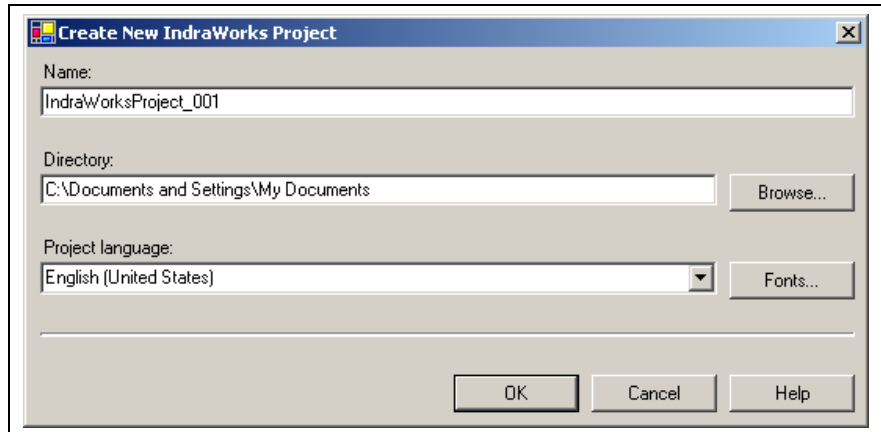 Create New IndraWorks Project
Name:
IndraWorksProject_001
Directory:
C:\Documents and Settings\My Documents
Browse...
Project language:
English (United States)
Fonts...
OK
Cancel
Help